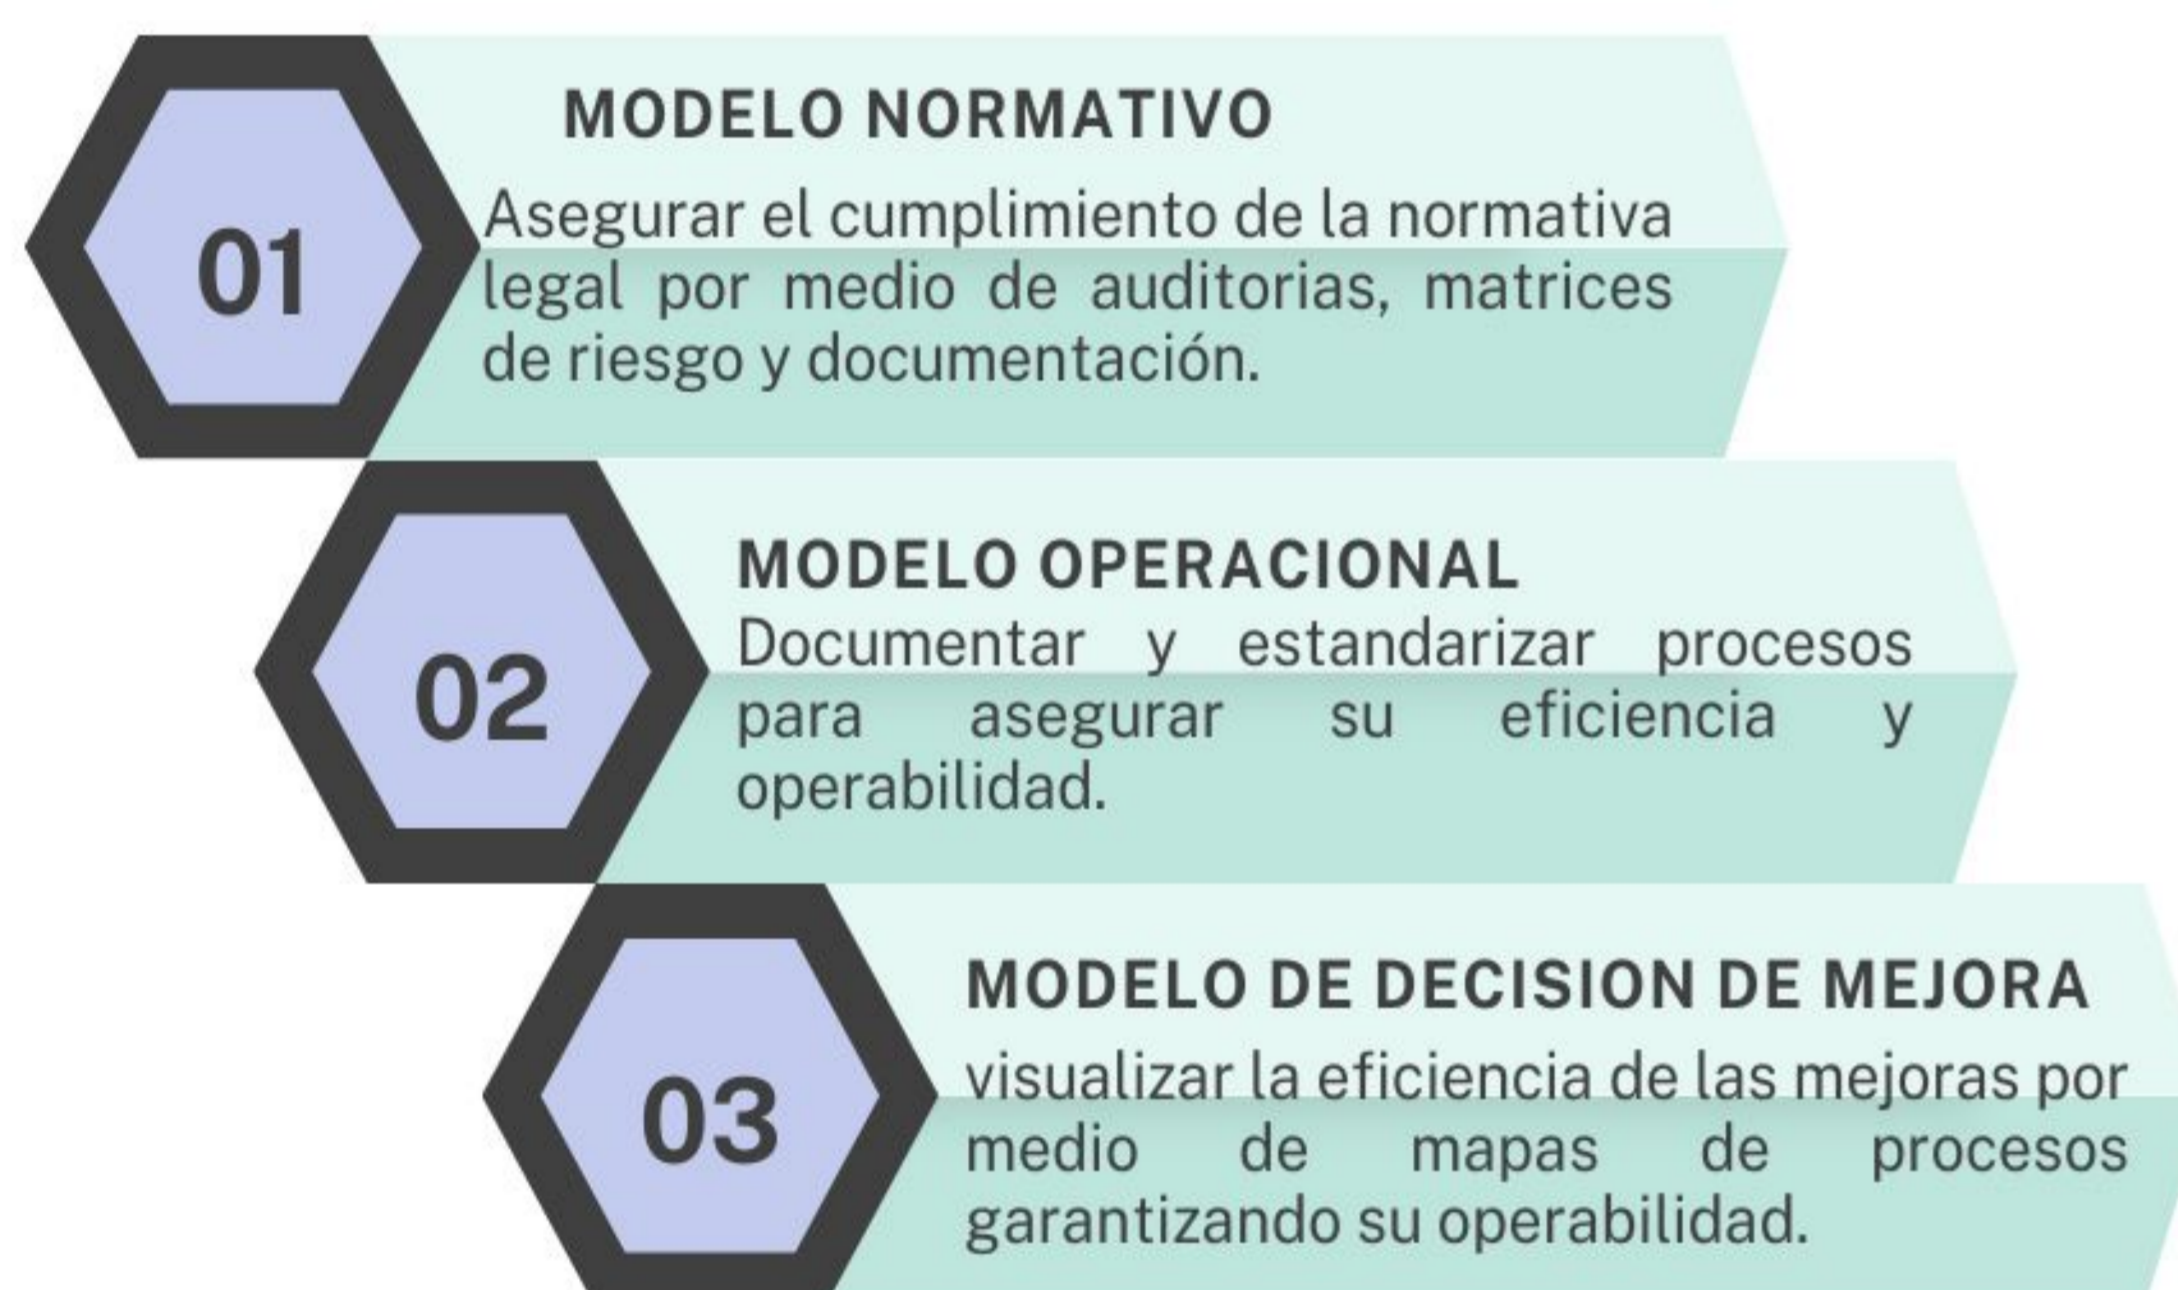 01
MODELO NORMATIVO
Asegurar el cumplimiento de la normativa
legal por medio de auditorias, matrices
de riesgo y documentación.
02
MODELO OPERACIONAL
Documentar y estandarizar procesos
para asegurar su eficiencia y
operabilidad.
03
MODELO DE DECISION DE MEJORA
visualizar la eficiencia de las mejoras por
medio de mapas de procesos
garantizando su operabilidad.